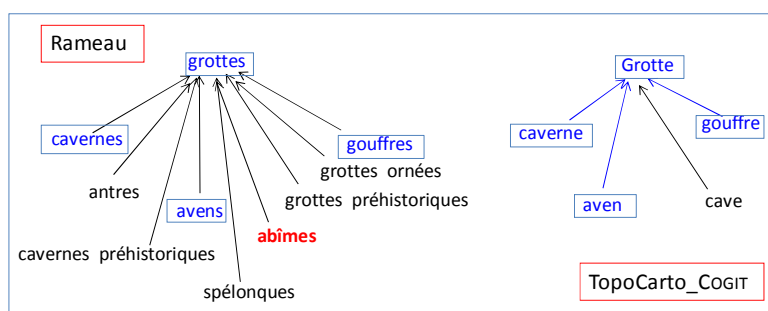 Rameau
grottes
cavernes
gouffres
grottes ornées
antres
grottes préhistoriques
avens
abîmes
cavernes préhistoriques
spélonques
Grotte
caverne
gouffre
aven
cave
TopoCarto_COGIT